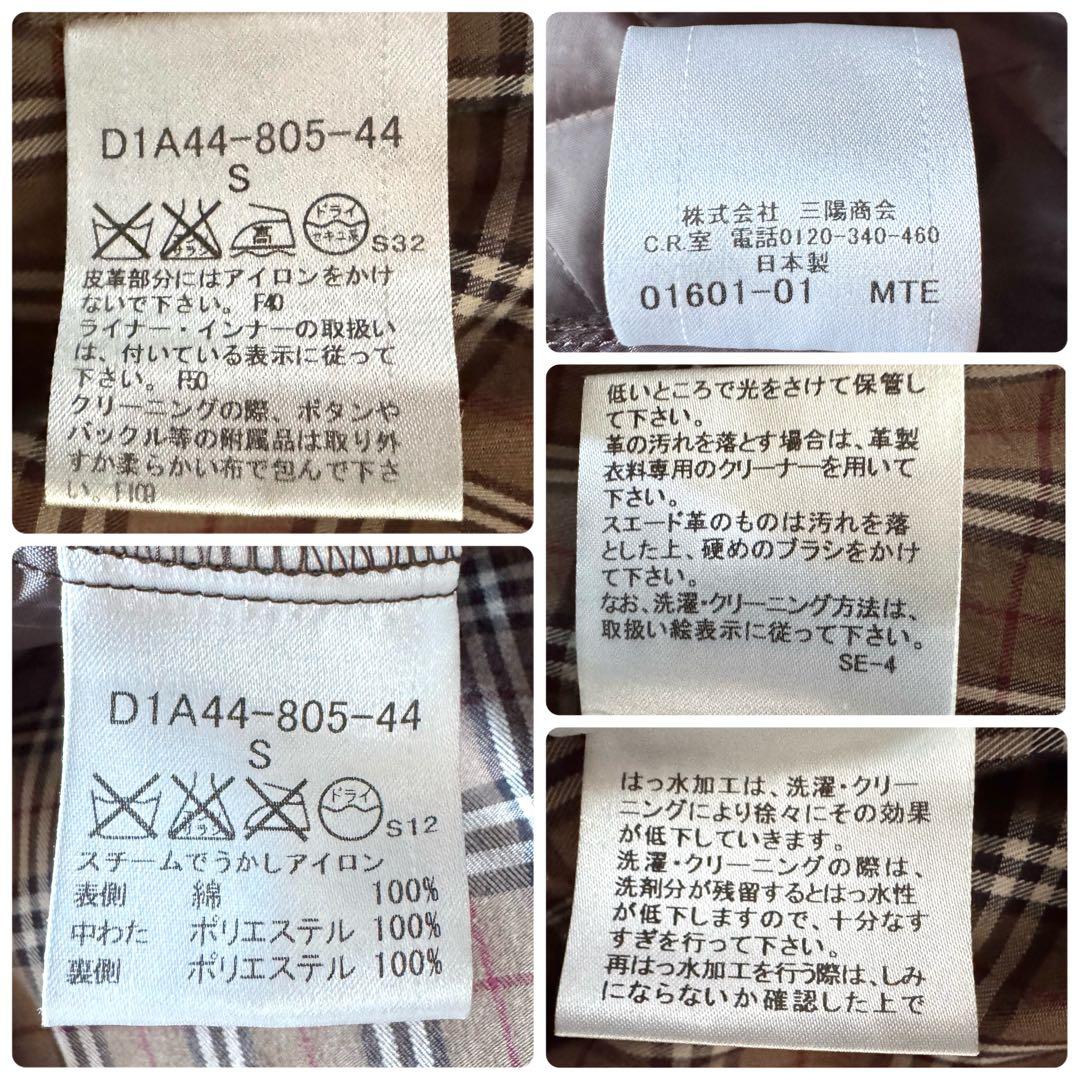 D1A44-805-44
S
エンソサラシ
高
ドライ
セキユ系
S32
皮革部分にはアイロンをかけ
ないで下さい。F40
ライナー・インナーの取扱い
は、付いている表示に従って
下さい。F50
クリーニングの際、ボタンや
バックル等の附属品は取り外
すか柔らかい布で包んで下さ
い。F100
株式会社 三陽商会
C.R.室 電話0120-340-460
日本製
01601-01 MTE
低いところで光をさけて保管し
て下さい。
革の汚れを落とす場合は、革製
衣料専用のクリーナーを用いて
下さい。
スエード革のものは汚れを落
とした上、硬めのブラシをかけ
て下さい。
なお、洗濯・クリーニング方法は、
取扱い絵表示に従って下さい。
SE-4
D1A44-805-44
S
エンソサラシ
ドライ
S12
スチームでうかしアイロン
表側 綿 100%
中わた ポリエステル 100%
裏側 ポリエステル 100%
はっ水加工は、洗濯・クリー
ニングにより徐々にその効果
が低下していきます。
洗濯・クリーニングの際は、
洗剤分が残留するとはっ水性
が低下しますので、十分なす
すぎを行って下さい。
再はっ水加工を行う際は、しみ
にならないか確認した上で